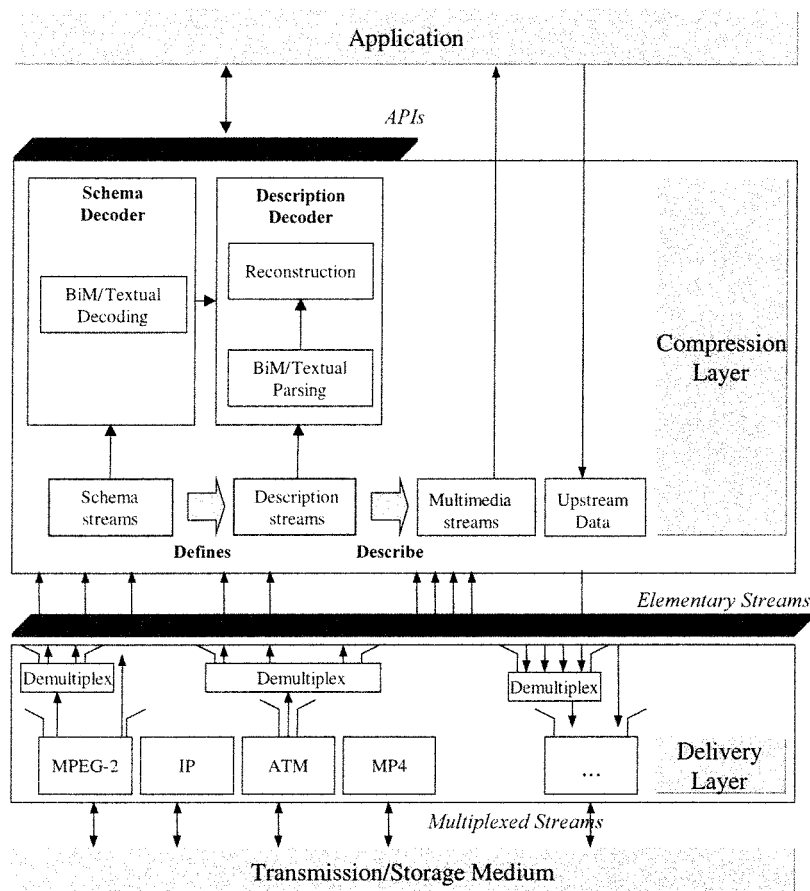 Application
APIs
Schema
Decoder
Description
Decoder
Reconstruction
BiM/Textual
Decoding
BiM/Textual
Parsing
Compression
Layer
Schema
streams
Description
streams
Multimedia
streams
Upstream
Data
Defines
Describe
Elementary Streams
Demultiplex
Demultiplex
Demultiplex
MPEG-2
IP
ATM
MP4
...
Delivery
Layer
Multiplexed Streams
Transmission/Storage Medium